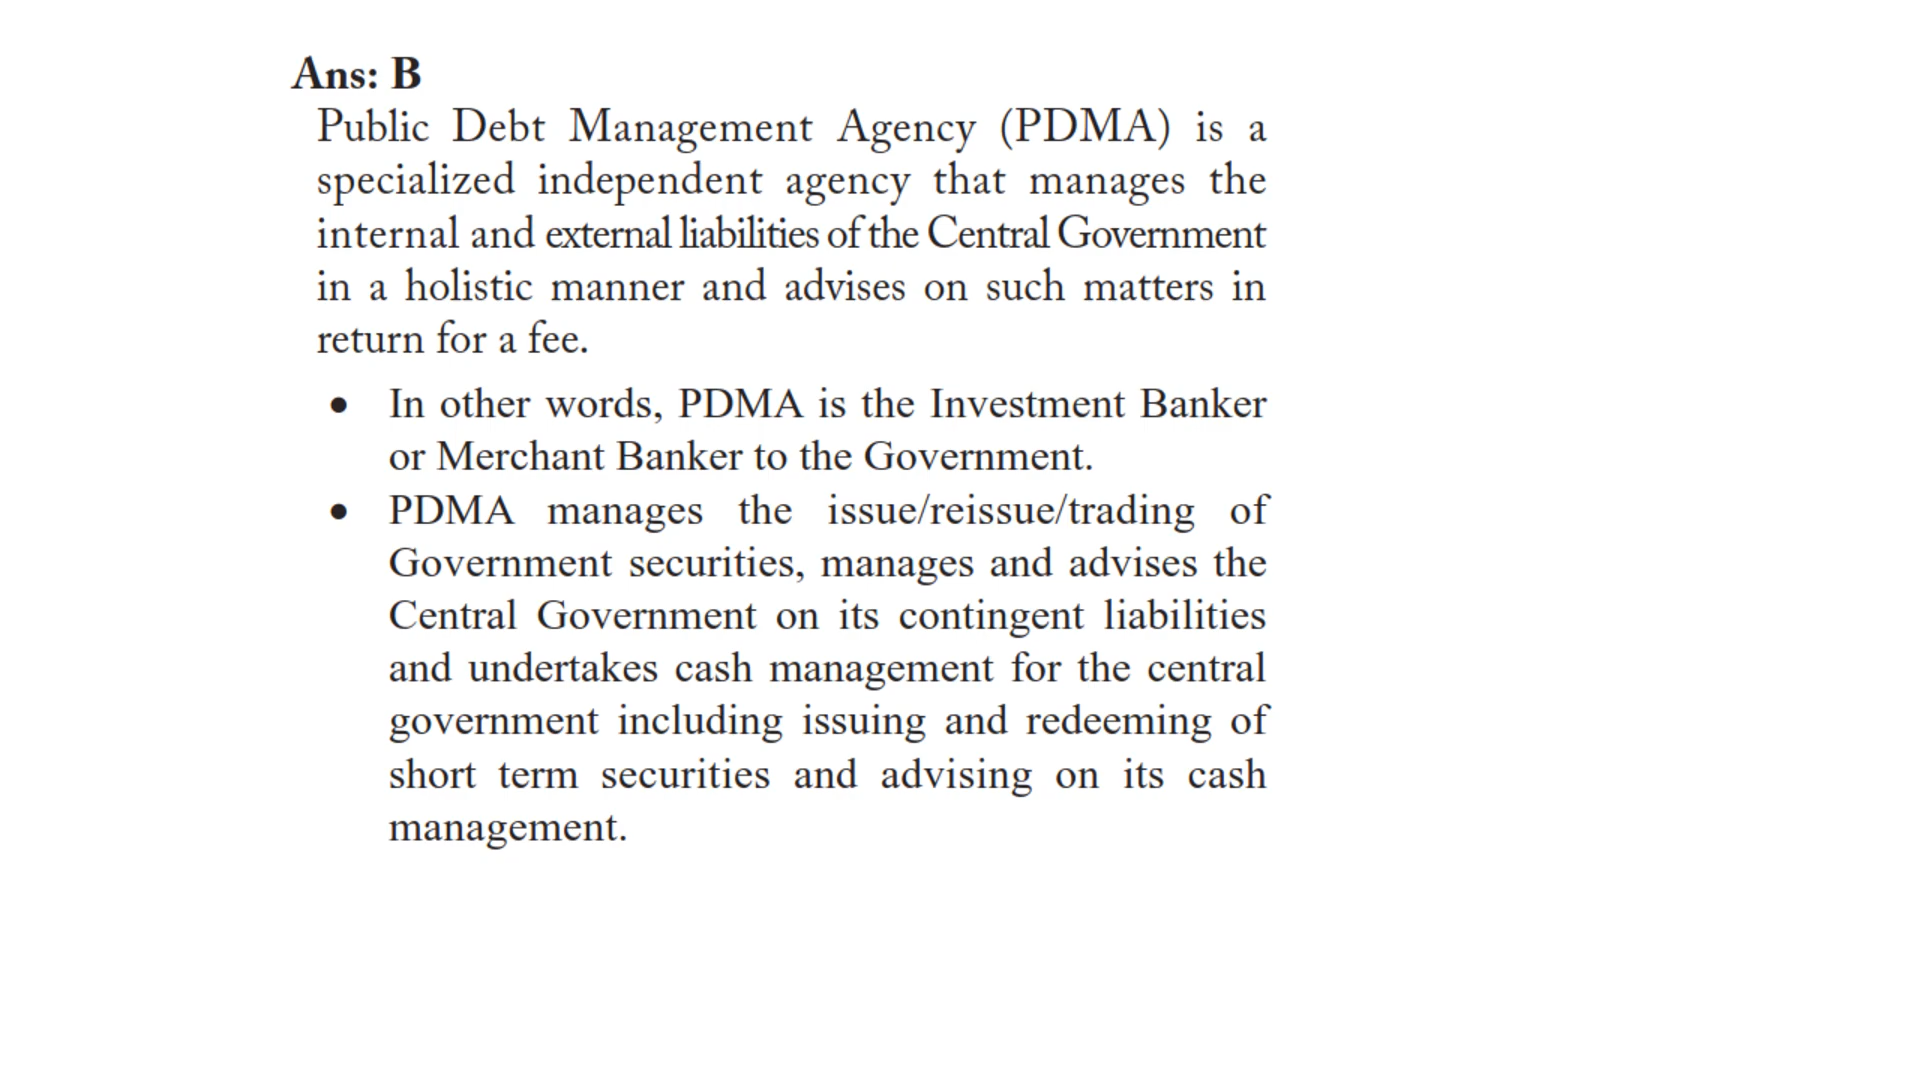 Ans: B
Public Debt Management Agency (PDMA) is a
specialized independent agency that manages the
internal and external liabilities of the Central Government
in a holistic manner and advises on such matters in
return for a fee.
• In other words, PDMA is the Investment Banker
or Merchant Banker to the Government.
• PDMA manages the issue/reissue/trading of
Government securities, manages and advises the
Central Government on its contingent liabilities
and undertakes cash management for the central
government including issuing and redeeming of
short term securities and advising on its cash
management.